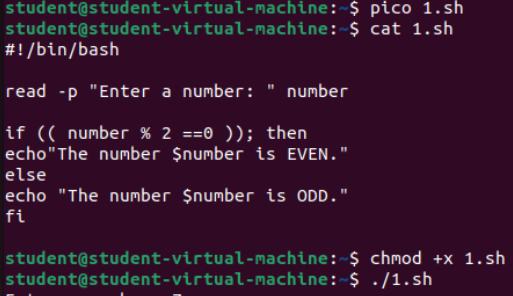 student@student-virtual-machine:~$ pico 1.sh
student@student-virtual-machine:~$ cat 1.sh
#!/bin/bash
read -p "Enter a number: " number
if (( number % 2 ==0 )); then
echo"The number $number is EVEN."
else
echo "The number $number is ODD."
fi
student@student-virtual-machine:~$ chmod +x 1.sh
student@student-virtual-machine:~$ ./1.sh